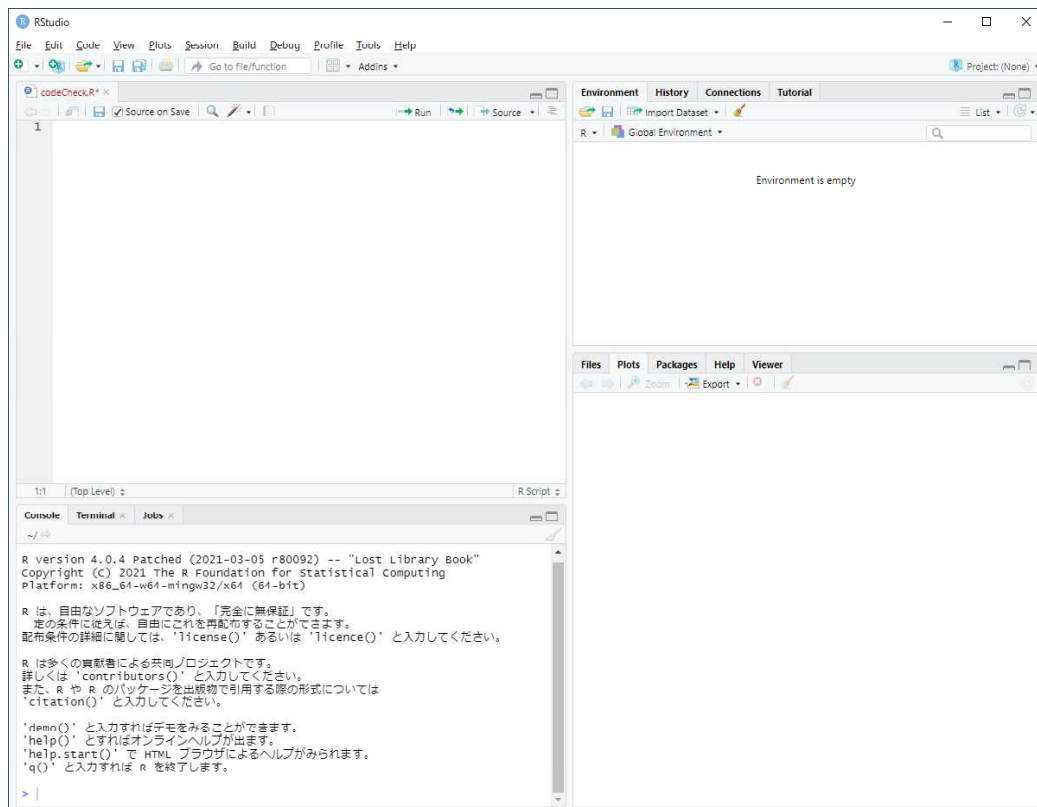 RStudio
File Edit Code View Plots Session Build Debug Profile Tools Help
Go to file/function Addins Project: (None)
codeCheck.R*
Source on Save Run Source
1
1:1 (Top Level) R Script
Console Terminal Jobs
~/
R version 4.0.4 Patched (2021-03-05 r80092) -- "Lost Library Book"
Copyright (C) 2021 The R Foundation for Statistical Computing
Platform: x86_64-w64-mingw32/x64 (64-bit)
R は、自由なソフトウェアであり、「完全に無保証」です。
定の条件に従えば、自由にこれを再配布することができます。
配布条件の詳細に関しては、'license()' あるいは 'licence()' と入力してください。
R は多くの貢献者による共同プロジェクトです。
詳しくは 'contributors()' と入力してください。
また、R や R のパッケージを出版物で引用する際の形式については
'citation()' と入力してください。
'demo()' と入力すればデモをみることができます。
'help()' とすればオンラインヘルプが出ます。
'help.start()' で HTML ブラウザによるヘルプがみられます。
'q()' と入力すれば R を終了します。
>
Environment History Connections Tutorial
Import Dataset List
R Global Environment
Environment is empty
Files Plots Packages Help Viewer
Zoom Export